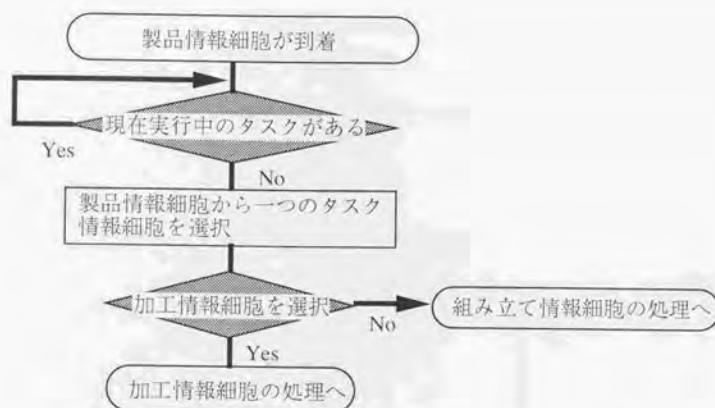 製品情報細胞が到着
現在実行中のタスクがある
Yes
No
製品情報細胞から一つのタスク
情報細胞を選択
加工情報細胞を選択
No
組み立て情報細胞の処理へ
Yes
加工情報細胞の処理へ